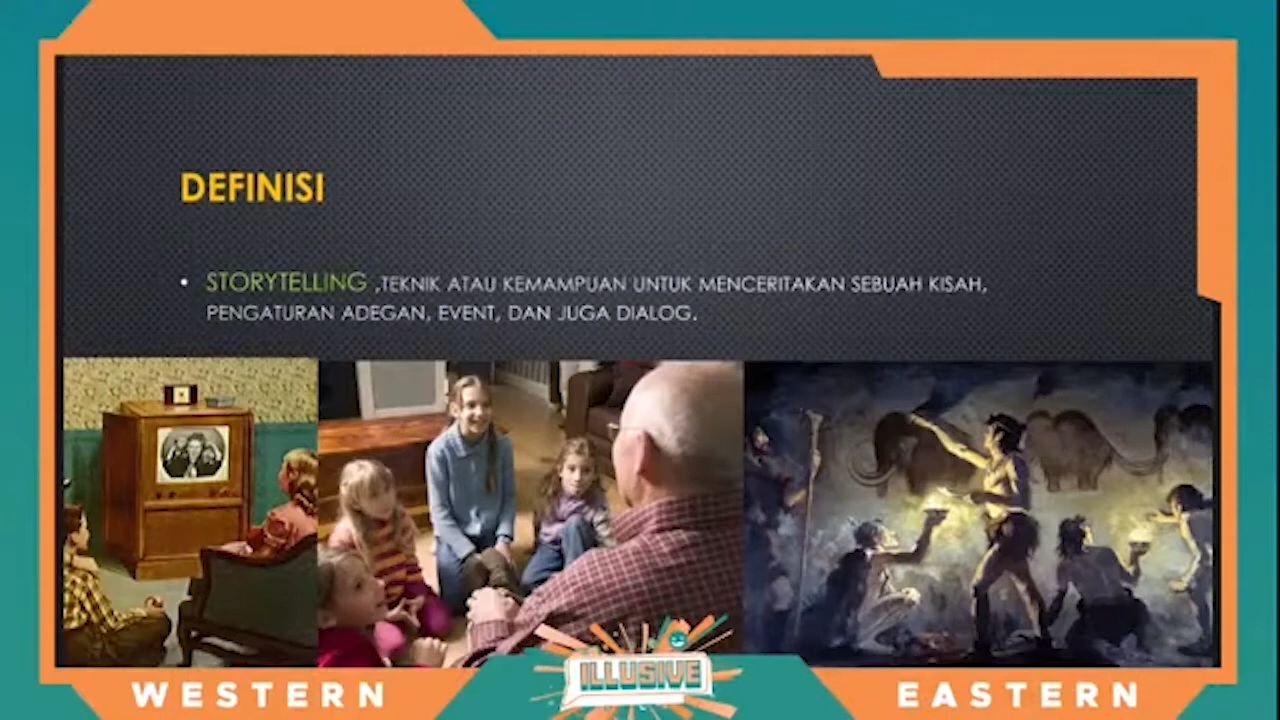 DEFINISI
• STORYTELLING ,TEKNIK ATAU KEMAMPUAN UNTUK MENCERITAKAN SEBUAH KISAH,
PENGATURAN ADEGAN, EVENT, DAN JUGA DIALOG.
WESTERN
ILLUSIVE
EASTERN